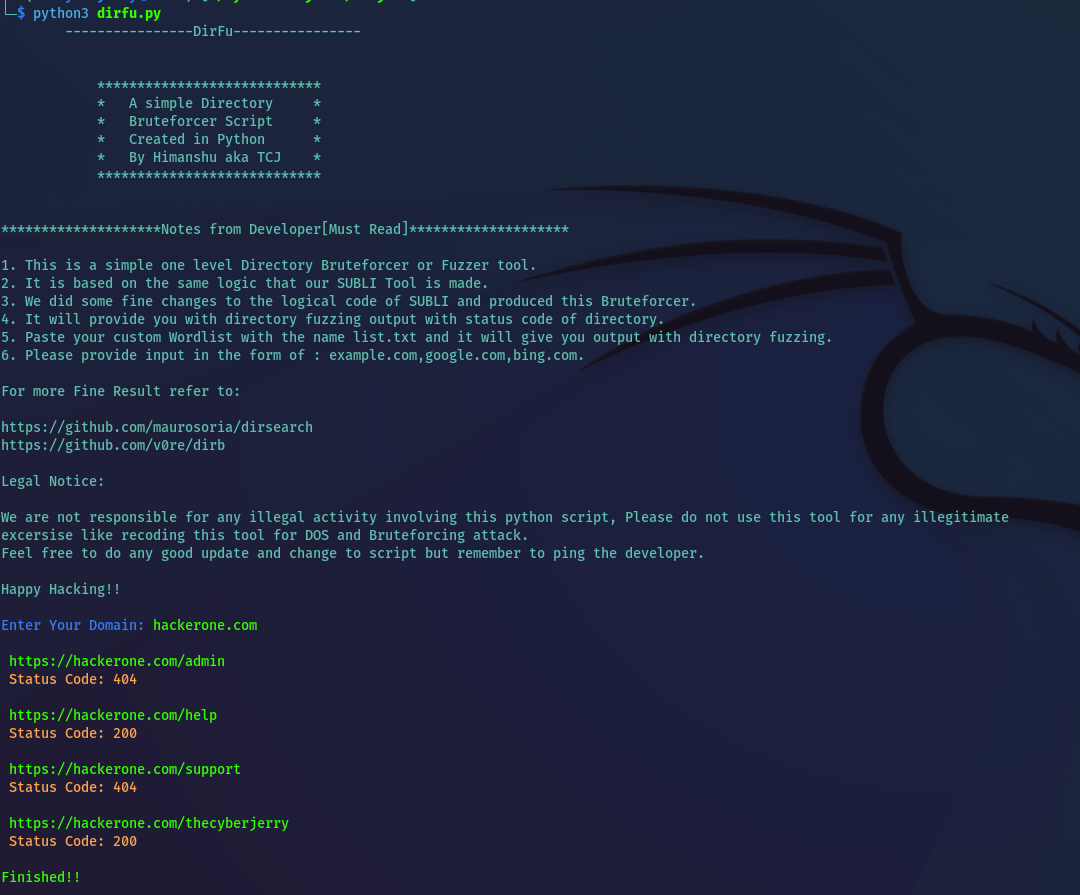 └─$ python3 dirfu.py
----------------DirFu----------------
****************************
*   A simple Directory     *
*   Bruteforcer Script     *
*   Created in Python      *
*   By Himanshu aka TCJ    *
****************************
********************Notes from Developer[Must Read]********************
1. This is a simple one level Directory Bruteforcer or Fuzzer tool.
2. It is based on the same logic that our SUBLI Tool is made.
3. We did some fine changes to the logical code of SUBLI and produced this Bruteforcer.
4. It will provide you with directory fuzzing output with status code of directory.
5. Paste your custom Wordlist with the name list.txt and it will give you output with directory fuzzing.
6. Please provide input in the form of : example.com,google.com,bing.com.
For more Fine Result refer to:
https://github.com/maurosoria/dirsearch
https://github.com/v0re/dirb
Legal Notice:
We are not responsible for any illegal activity involving this python script, Please do not use this tool for any illegitimate
excersise like recoding this tool for DOS and Bruteforcing attack.
Feel free to do any good update and change to script but remember to ping the developer.
Happy Hacking!!
Enter Your Domain: hackerone.com
https://hackerone.com/admin
Status Code: 404
https://hackerone.com/help
Status Code: 200
https://hackerone.com/support
Status Code: 404
https://hackerone.com/thecyberjerry
Status Code: 200
Finished!!